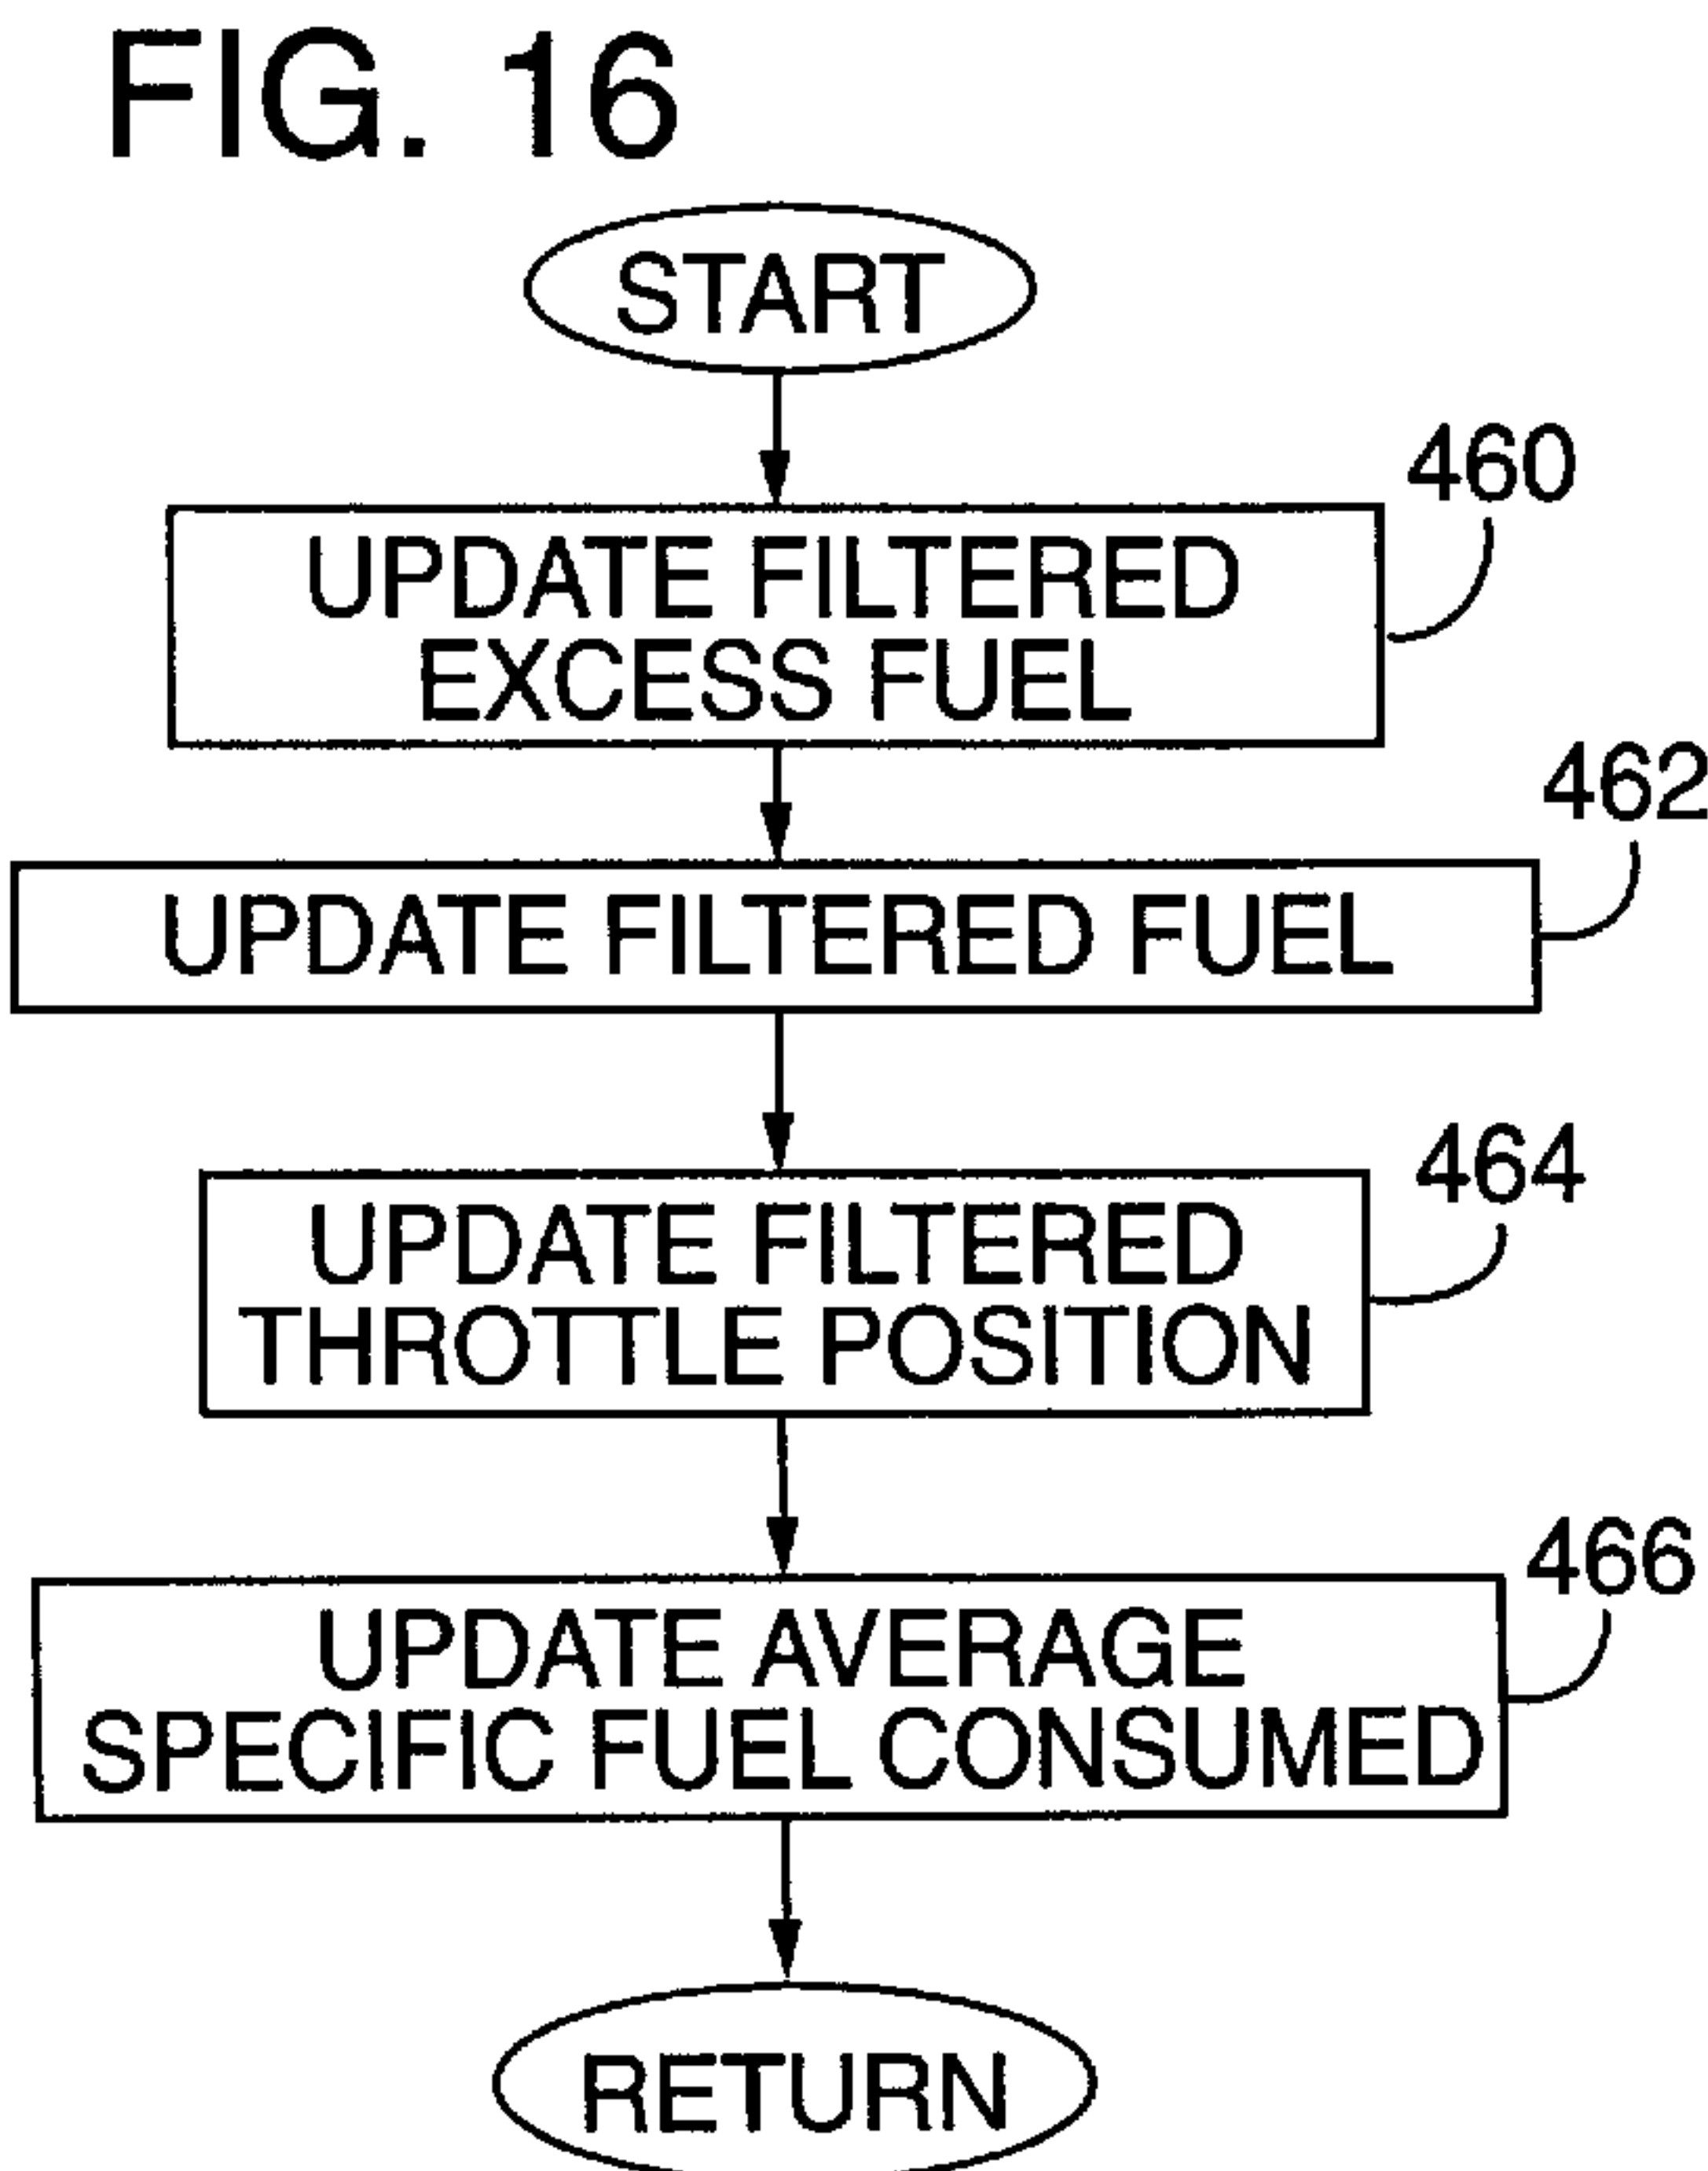 FIG. 16
START
460
UPDATE FILTERED
EXCESS FUEL
462
UPDATE FILTERED FUEL
464
UPDATE FILTERED
THROTTLE POSITION
466
UPDATE AVERAGE
SPECIFIC FUEL CONSUMED
RETURN